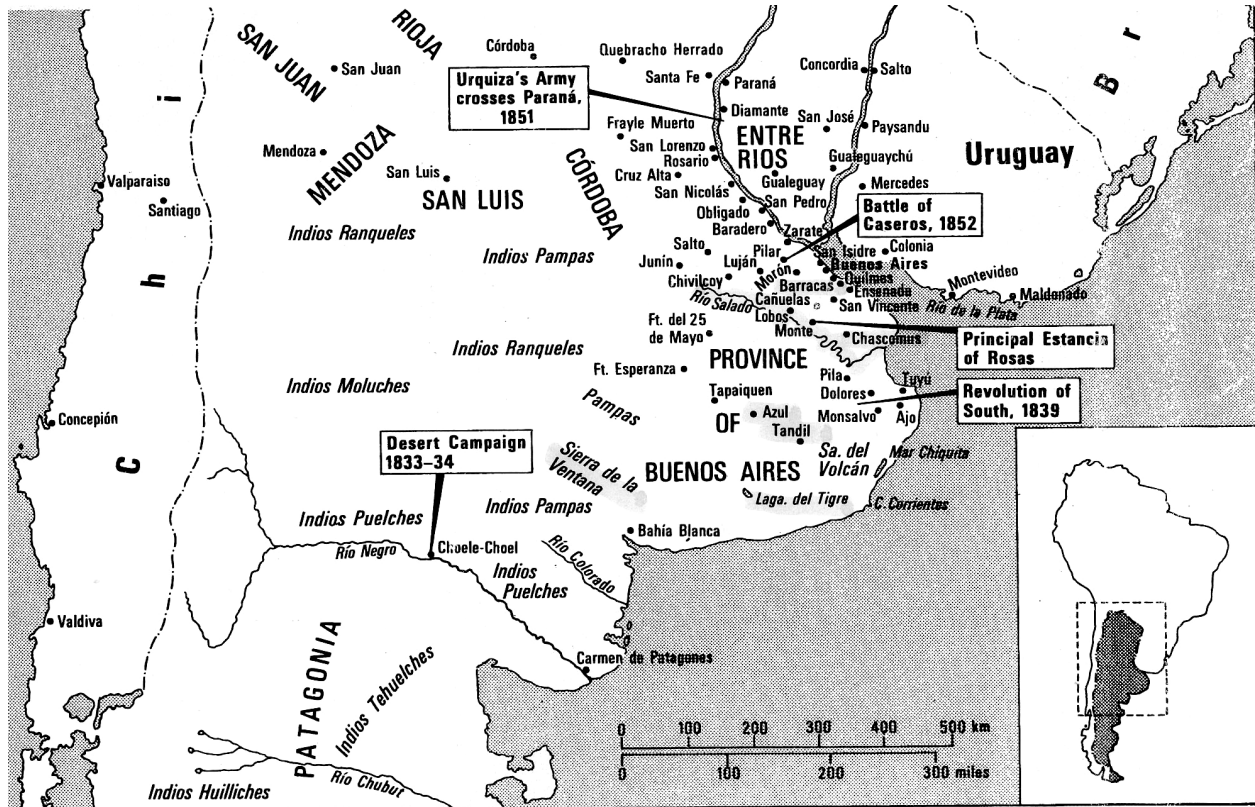 RIOJA
SAN JUAN
San Juan
Córdoba
Quebracho Herrado
Santa Fe
Paraná
Concordia
Salto
B r
Urquiza's Army
crosses Paraná,
1851
Diamante
San José
Paysandu
Frayle Muerto
ENTRE
RIOS
San Lorenzo
Rosario
Gualeguaychú
Uruguay
Mendoza
MENDOZA
San Luis
SAN LUIS
CÓRDOBA
Cruz Alta
Gualeguay
Mercedes
Valparaiso
Santiago
San Nicolás
San Pedro
Obligado
Baradero
Battle of
Caseros, 1852
Zarate
Indios Ranqueles
Indios Pampas
Salto
Pilar
San Isidre
Colonia
Junín
Luján
Morón
Buenos Aires
Chivilcoy
Barracas
Quilmes
Ensenada
Montevideo
Maldonado
Río Salado
Cañuelas
San Vincente
Río de la Plata
Lobos
Monte
Ft. del 25
de Mayo
Chascomus
Principal Estancia
of Rosas
Indios Ranqueles
PROVINCE
Ft. Esperanza
Pila
Tuyú
Indios Moluches
Tapaiquen
Dolores
Revolution of
South, 1839
Pampas
Azul
Monsalvo
Ajo
Concepión
OF
Tandil
Desert Campaign
1833–34
Sierra de la
Ventana
Sa. del
Volcán
Mar Chiquita
BUENOS AIRES
C h i
Laga. del Tigre
C. Corrientes
Indios Pampas
Indios Puelches
Bahía Blanca
Río Negro
Choele-Choel
Río Colorado
Indios
Puelches
Valdiva
Carmen de Patagones
PATAGONIA
Indios Tehuelches
0 100 200 300 400 500 km
0 100 200 300 miles
Río Chubut
Indios Huilliches